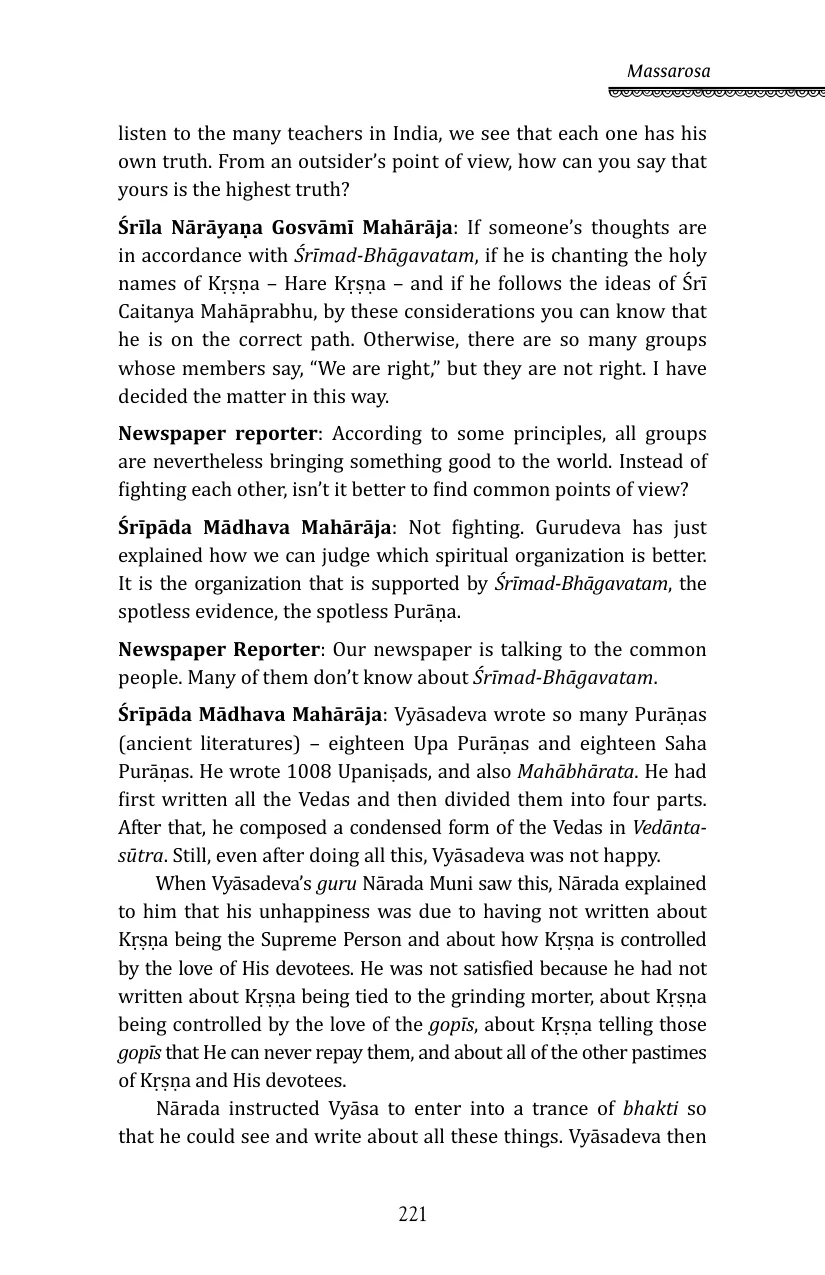 Massarosa
listen to the many teachers in India, we see that each one has his
own truth. From an outsider’s point of view, how can you say that
yours is the highest truth?
Śrīla Nārāyaṇa Gosvāmī Mahārāja: If someone’s thoughts are
in accordance with Śrīmad-Bhāgavatam, if he is chanting the holy
names of Kṛṣṇa – Hare Kṛṣṇa – and if he follows the ideas of Śrī
Caitanya Mahāprabhu, by these considerations you can know that
he is on the correct path. Otherwise, there are so many groups
whose members say, “We are right,” but they are not right. I have
decided the matter in this way.
Newspaper reporter: According to some principles, all groups
are nevertheless bringing something good to the world. Instead of
fighting each other, isn’t it better to find common points of view?
Śrīpāda Mādhava Mahārāja: Not fighting. Gurudeva has just
explained how we can judge which spiritual organization is better.
It is the organization that is supported by Śrīmad-Bhāgavatam, the
spotless evidence, the spotless Purāṇa.
Newspaper Reporter: Our newspaper is talking to the common
people. Many of them don’t know about Śrīmad-Bhāgavatam.
Śrīpāda Mādhava Mahārāja: Vyāsadeva wrote so many Purāṇas
(ancient literatures) – eighteen Upa Purāṇas and eighteen Saha
Purāṇas. He wrote 1008 Upaniṣads, and also Mahābhārata. He had
first written all the Vedas and then divided them into four parts.
After that, he composed a condensed form of the Vedas in Vedānta-
sūtra. Still, even after doing all this, Vyāsadeva was not happy.
When Vyāsadeva’s guru Nārada Muni saw this, Nārada explained
to him that his unhappiness was due to having not written about
Kṛṣṇa being the Supreme Person and about how Kṛṣṇa is controlled
by the love of His devotees. He was not satisfied because he had not
written about Kṛṣṇa being tied to the grinding morter, about Kṛṣṇa
being controlled by the love of the gopīs, about Kṛṣṇa telling those
gopīs that He can never repay them, and about all of the other pastimes
of Kṛṣṇa and His devotees.
Nārada instructed Vyāsa to enter into a trance of bhakti so
that he could see and write about all these things. Vyāsadeva then
221